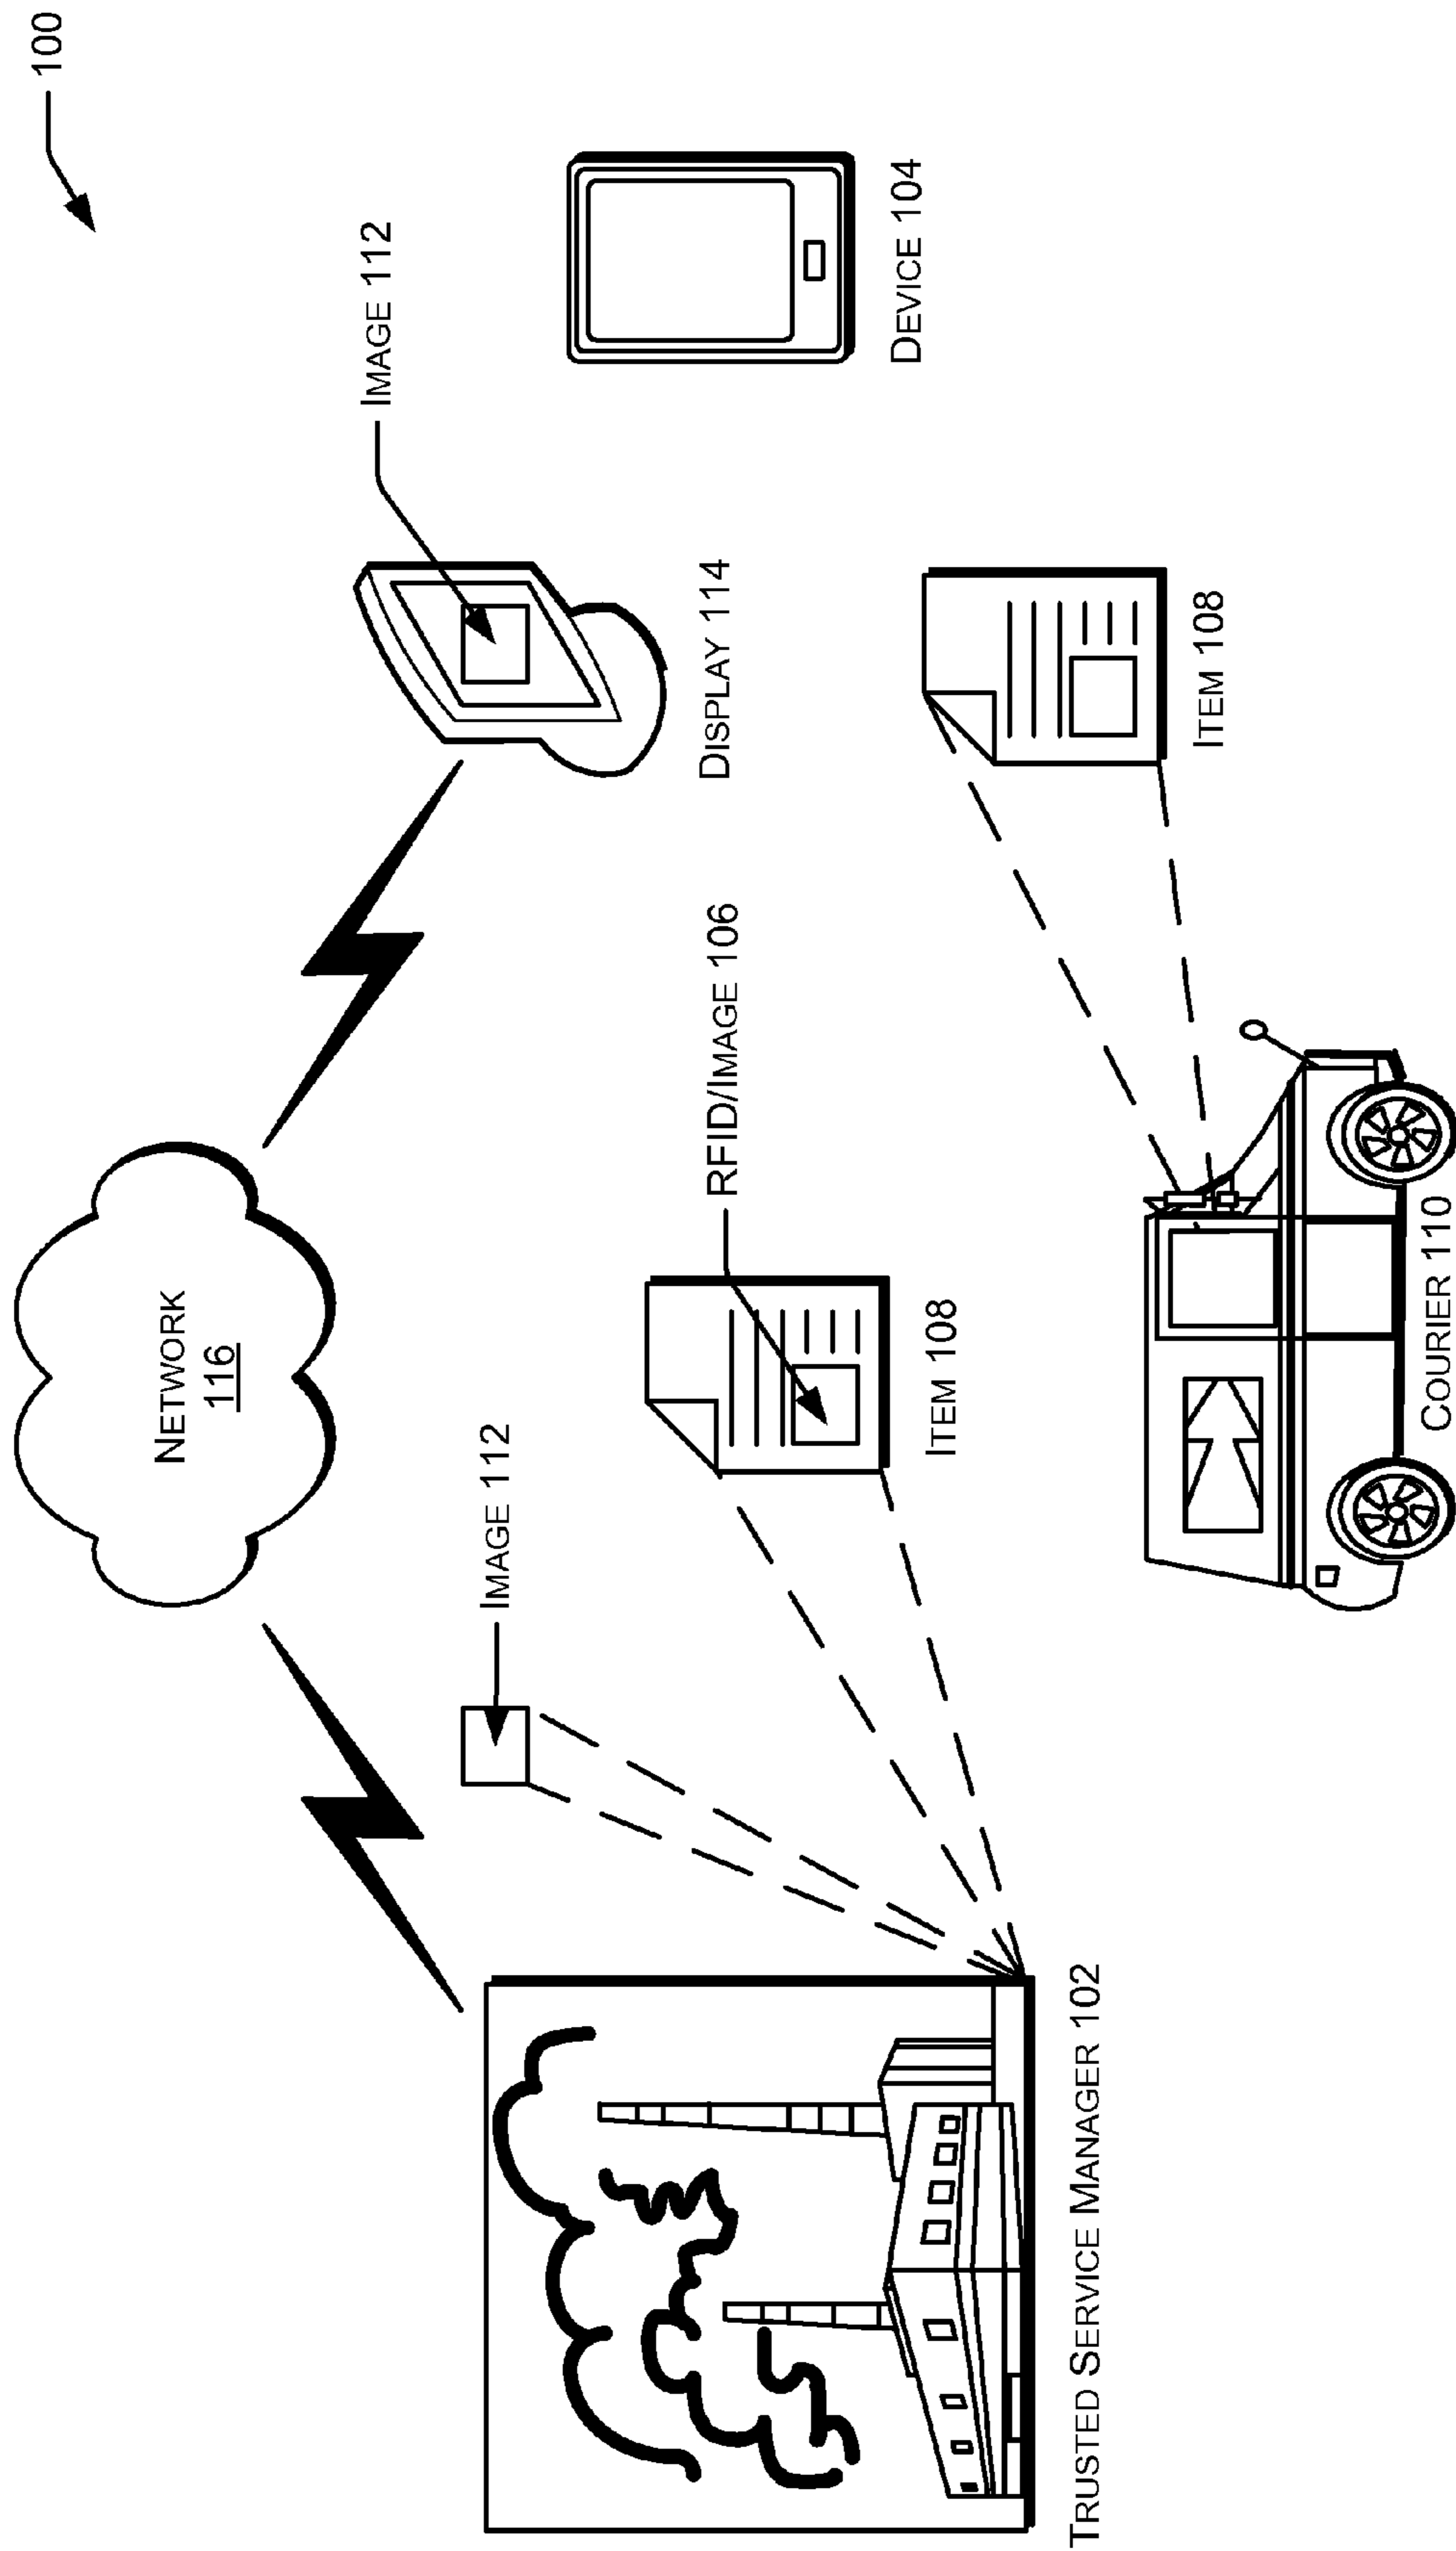 100
NETWORK
116
IMAGE 112
IMAGE 112
DISPLAY 114
DEVICE 104
RFID/IMAGE 106
ITEM 108
ITEM 108
TRUSTED SERVICE MANAGER 102
COURIER 110